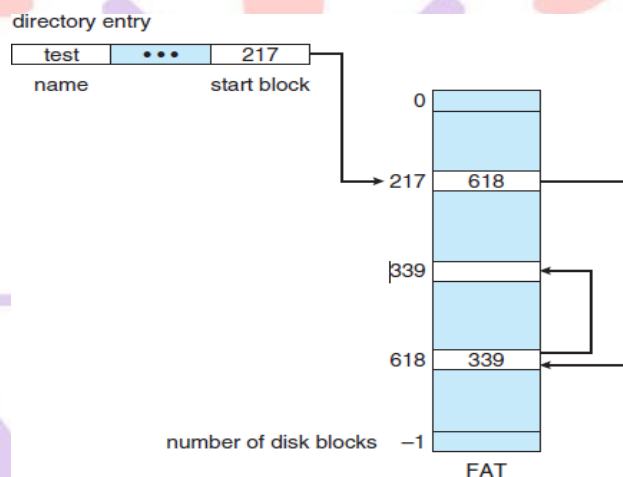 directory entry
test ••• 217
name start block
0
217 618
339
618 339
number of disk blocks –1
FAT